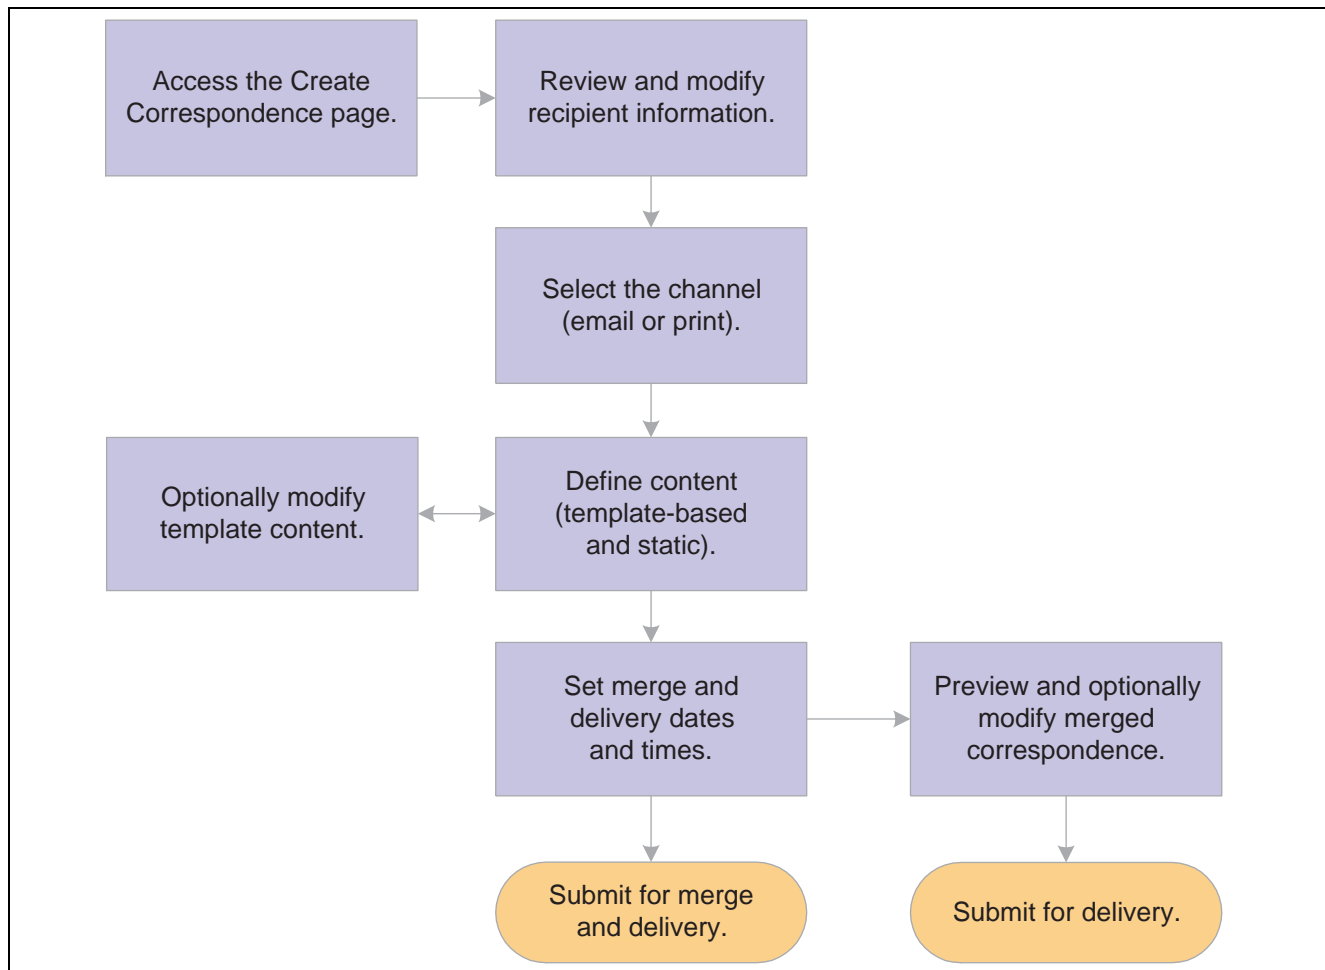 Access the Create
Correspondence page.
Review and modify
recipient information.
Select the channel
(email or print).
Optionally modify
template content.
Define content
(template-based
and static).
Set merge and
delivery dates
and times.
Preview and optionally
modify merged
correspondence.
Submit for merge
and delivery.
Submit for delivery.